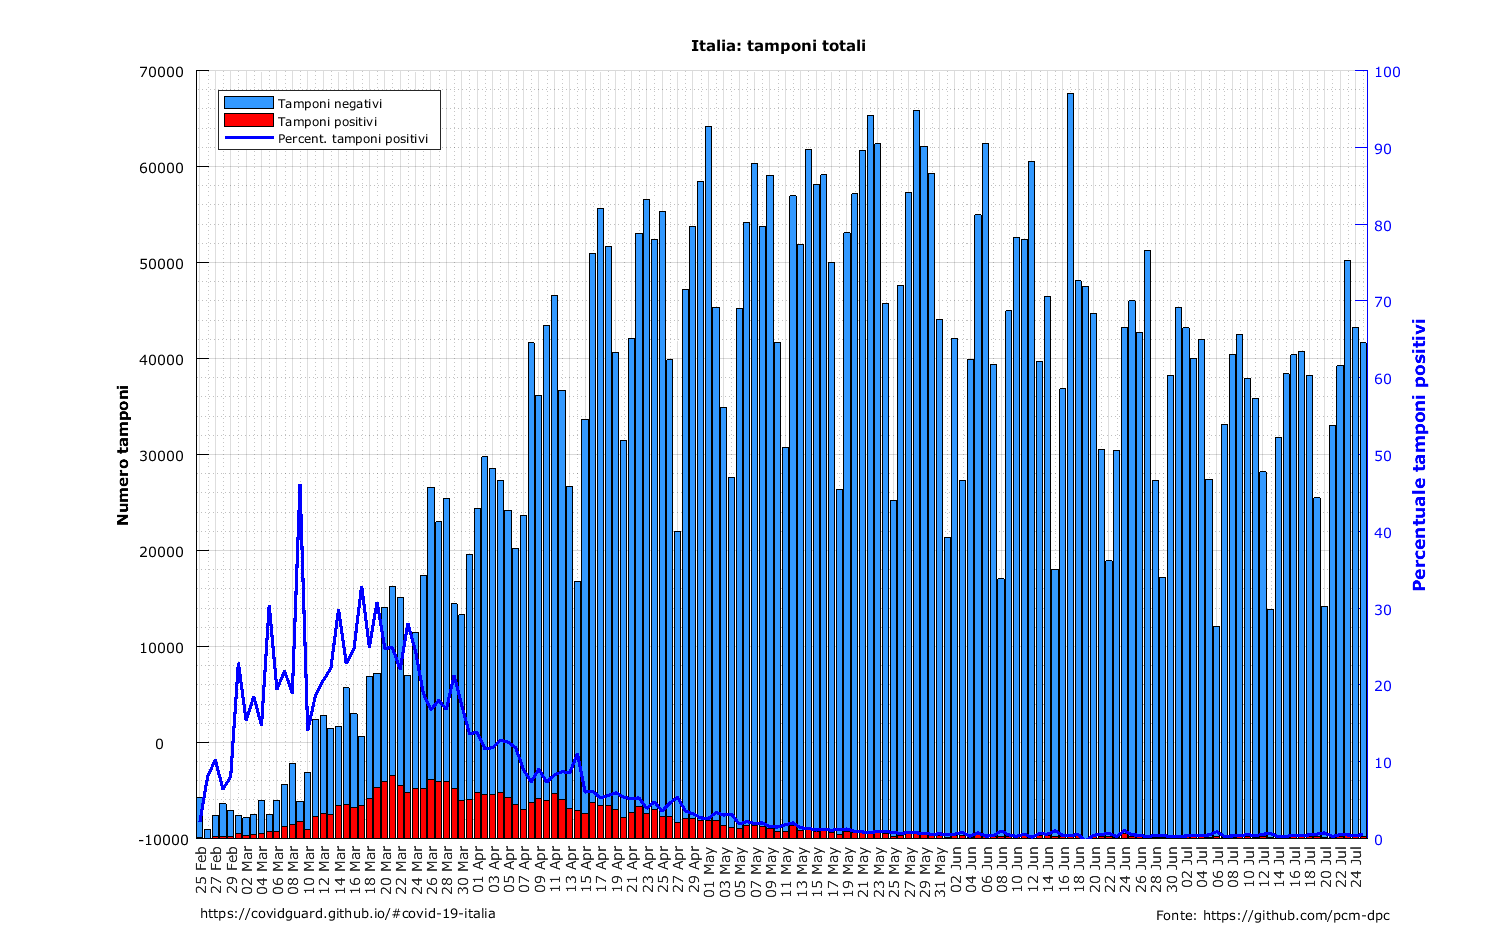 Italia: tamponi totali
70000
60000
50000
40000
30000
20000
10000
0
-10000
Numero tamponi
Tamponi negativi
Tamponi positivi
Percent. tamponi positivi
100
90
80
70
60
50
40
30
20
10
0
Percentuale tamponi positivi
25 Feb
27 Feb
29 Feb
02 Mar
04 Mar
06 Mar
08 Mar
10 Mar
12 Mar
14 Mar
16 Mar
18 Mar
20 Mar
22 Mar
24 Mar
26 Mar
28 Mar
30 Mar
01 Apr
03 Apr
05 Apr
07 Apr
09 Apr
11 Apr
13 Apr
15 Apr
17 Apr
19 Apr
21 Apr
23 Apr
25 Apr
27 Apr
29 Apr
01 May
03 May
05 May
07 May
09 May
11 May
13 May
15 May
17 May
19 May
21 May
23 May
25 May
27 May
29 May
31 May
02 Jun
04 Jun
06 Jun
08 Jun
10 Jun
12 Jun
14 Jun
16 Jun
18 Jun
20 Jun
22 Jun
24 Jun
26 Jun
28 Jun
30 Jun
02 Jul
04 Jul
06 Jul
08 Jul
10 Jul
12 Jul
14 Jul
16 Jul
18 Jul
20 Jul
22 Jul
24 Jul
https://covidguard.github.io/#covid-19-italia
Fonte: https://github.com/pcm-dpc